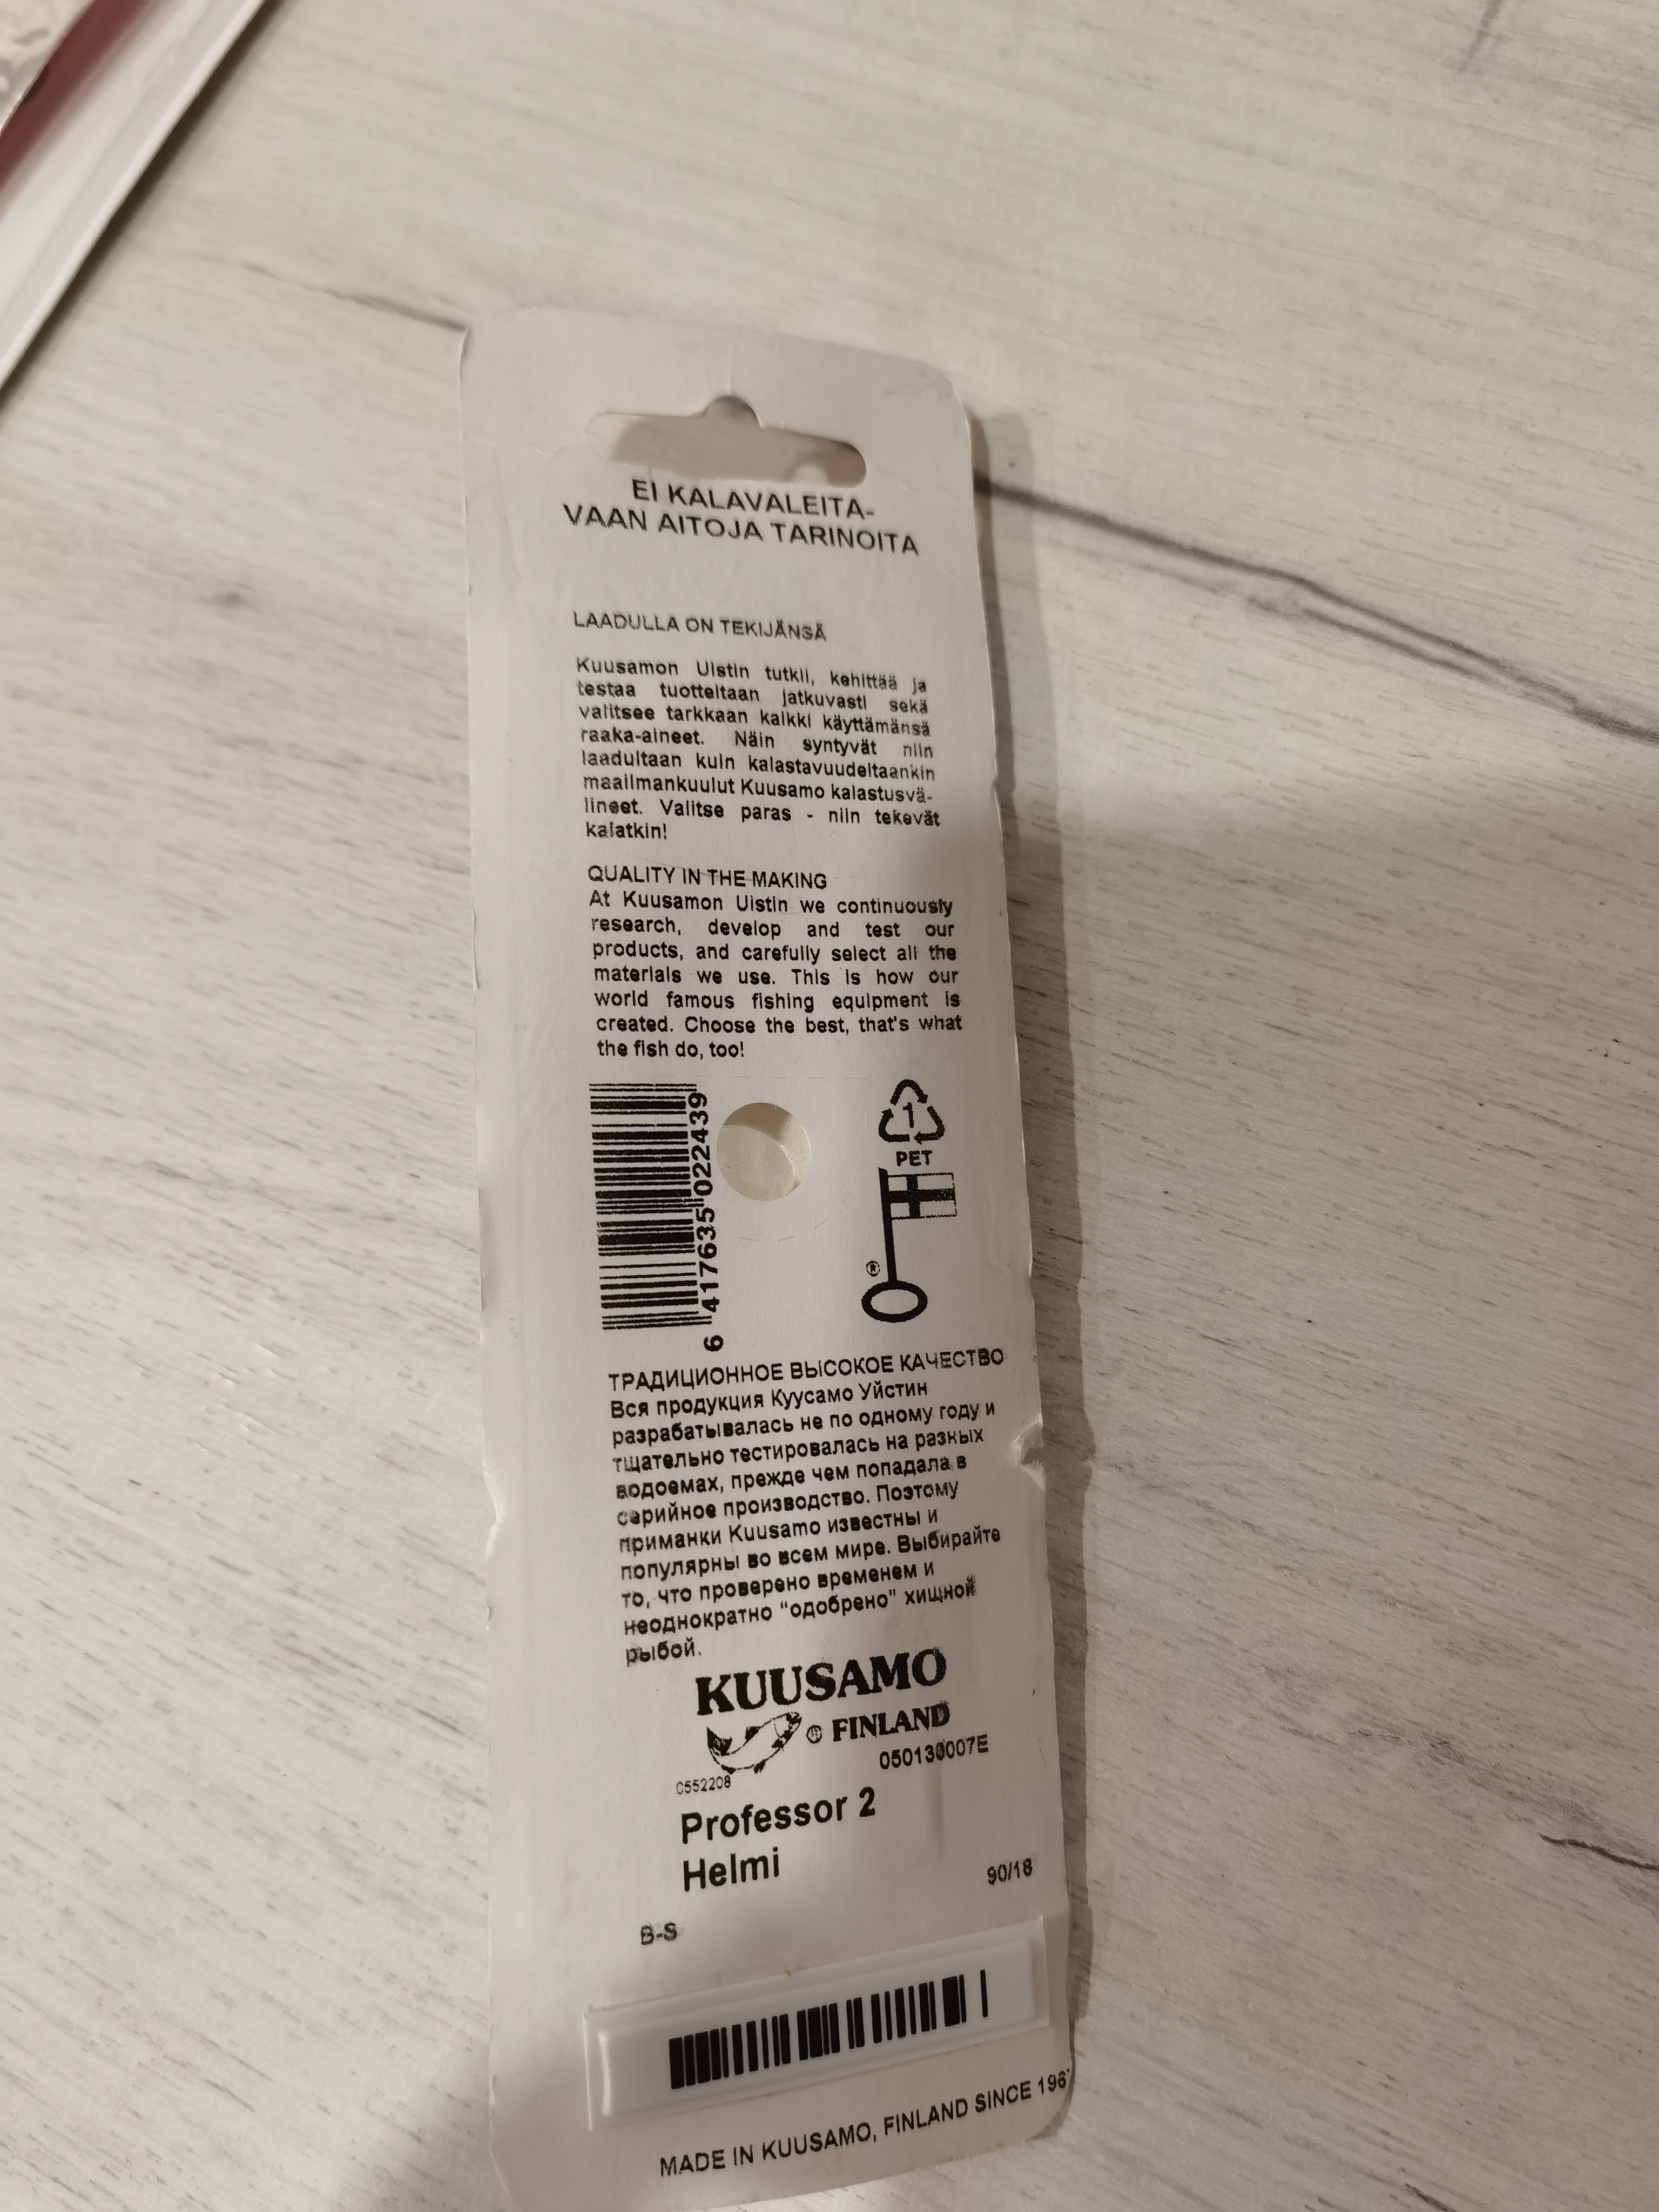 EI KALAVALEITA-
VAAN AITOJA TARINOITA
LAADULLA ON TEKIJÄNSÄ
Kuusamon Uistin tutkii, kehittää ja
testaa tuotteitaan jatkuvasti sekä
valitsee tarkkaan kaikki käyttämänsä
raaka-aineet. Näin syntyvät niin
laadultaan kuin kalastavuudeltaankin
maailmankuulut Kuusamo kalastusvä-
lineet. Valitse paras - niin tekevät
kalatkin!
QUALITY IN THE MAKING
At Kuusamon Uistin we continuously
research, develop and test our
products, and carefully select all the
materials we use. This is how our
world famous fishing equipment is
created. Choose the best, that's what
the fish do, too!
6 417635 022439
1
PET
®
ТРАДИЦИОННОЕ ВЫСОКОЕ КАЧЕСТВО
Вся продукция Куусамо Уйстин
разрабатывалась не по одному году и
тщательно тестировалась на разных
водоемах, прежде чем попадала в
серийное производство. Поэтому
приманки Kuusamo известны и
популярны во всем мире. Выбирайте
то, что проверено временем и
неоднократно "одобрено" хищной
рыбой.
KUUSAMO
® FINLAND
050130007E
0552208
Professor 2
Helmi
90/18
B-S
MADE IN KUUSAMO, FINLAND SINCE